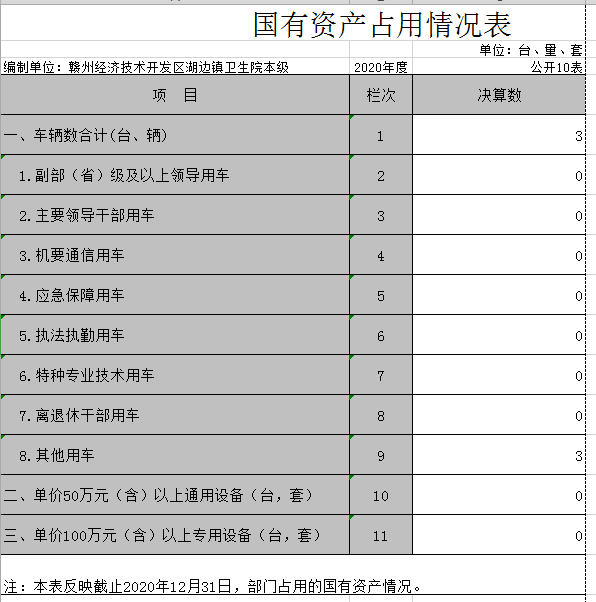 国有资产占用情况表
单位：台、量、套
编制单位：赣州经济技术开发区湖边镇卫生院本级 2020年度 公开10表
项 目 栏次 决算数
一、车辆数合计(台、辆) 1 3
1.副部（省）级及以上领导用车 2 0
2.主要领导干部用车 3 0
3.机要通信用车 4 0
4.应急保障用车 5 0
5.执法执勤用车 6 0
6.特种专业技术用车 7 0
7.离退休干部用车 8 0
8.其他用车 9 3
二、单价50万元（含）以上通用设备（台，套） 10 0
三、单价100万元（含）以上专用设备（台，套） 11 0
注：本表反映截止2020年12月31日，部门占用的国有资产情况。